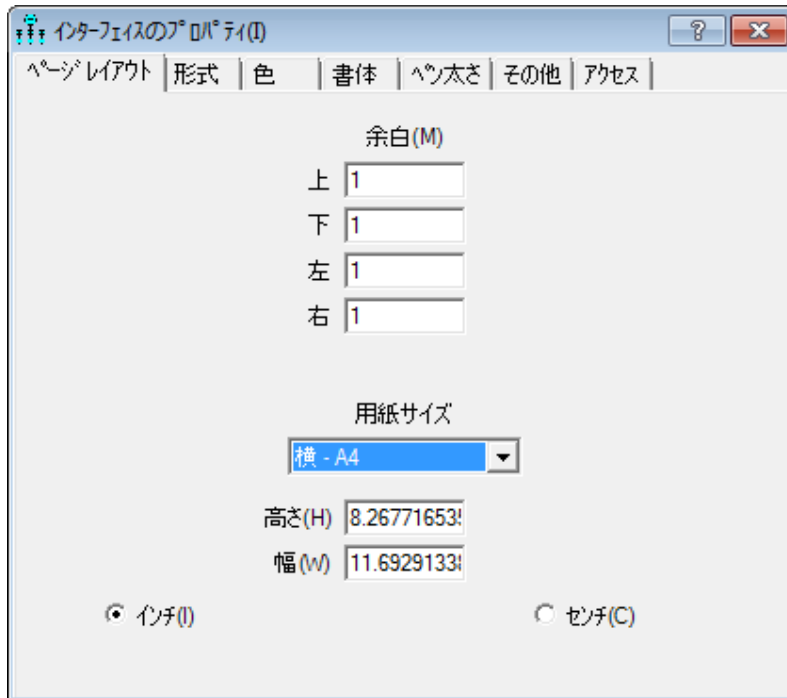 インターフェイスのプロパティ(I)
ページレイアウト 形式 色 書体 ペン太さ その他 アクセス
余白(M)
上 1
下 1
左 1
右 1
用紙サイズ
横 - A4
高さ(H) 8.267716535
幅(W) 11.69291338
インチ(I) センチ(C)